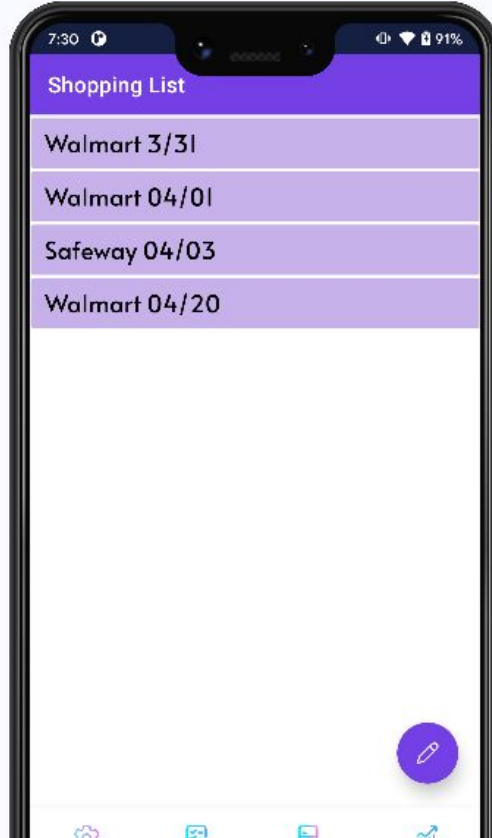 7:30 91%
Shopping List
Walmart 3/31
Walmart 04/01
Safeway 04/03
Walmart 04/20